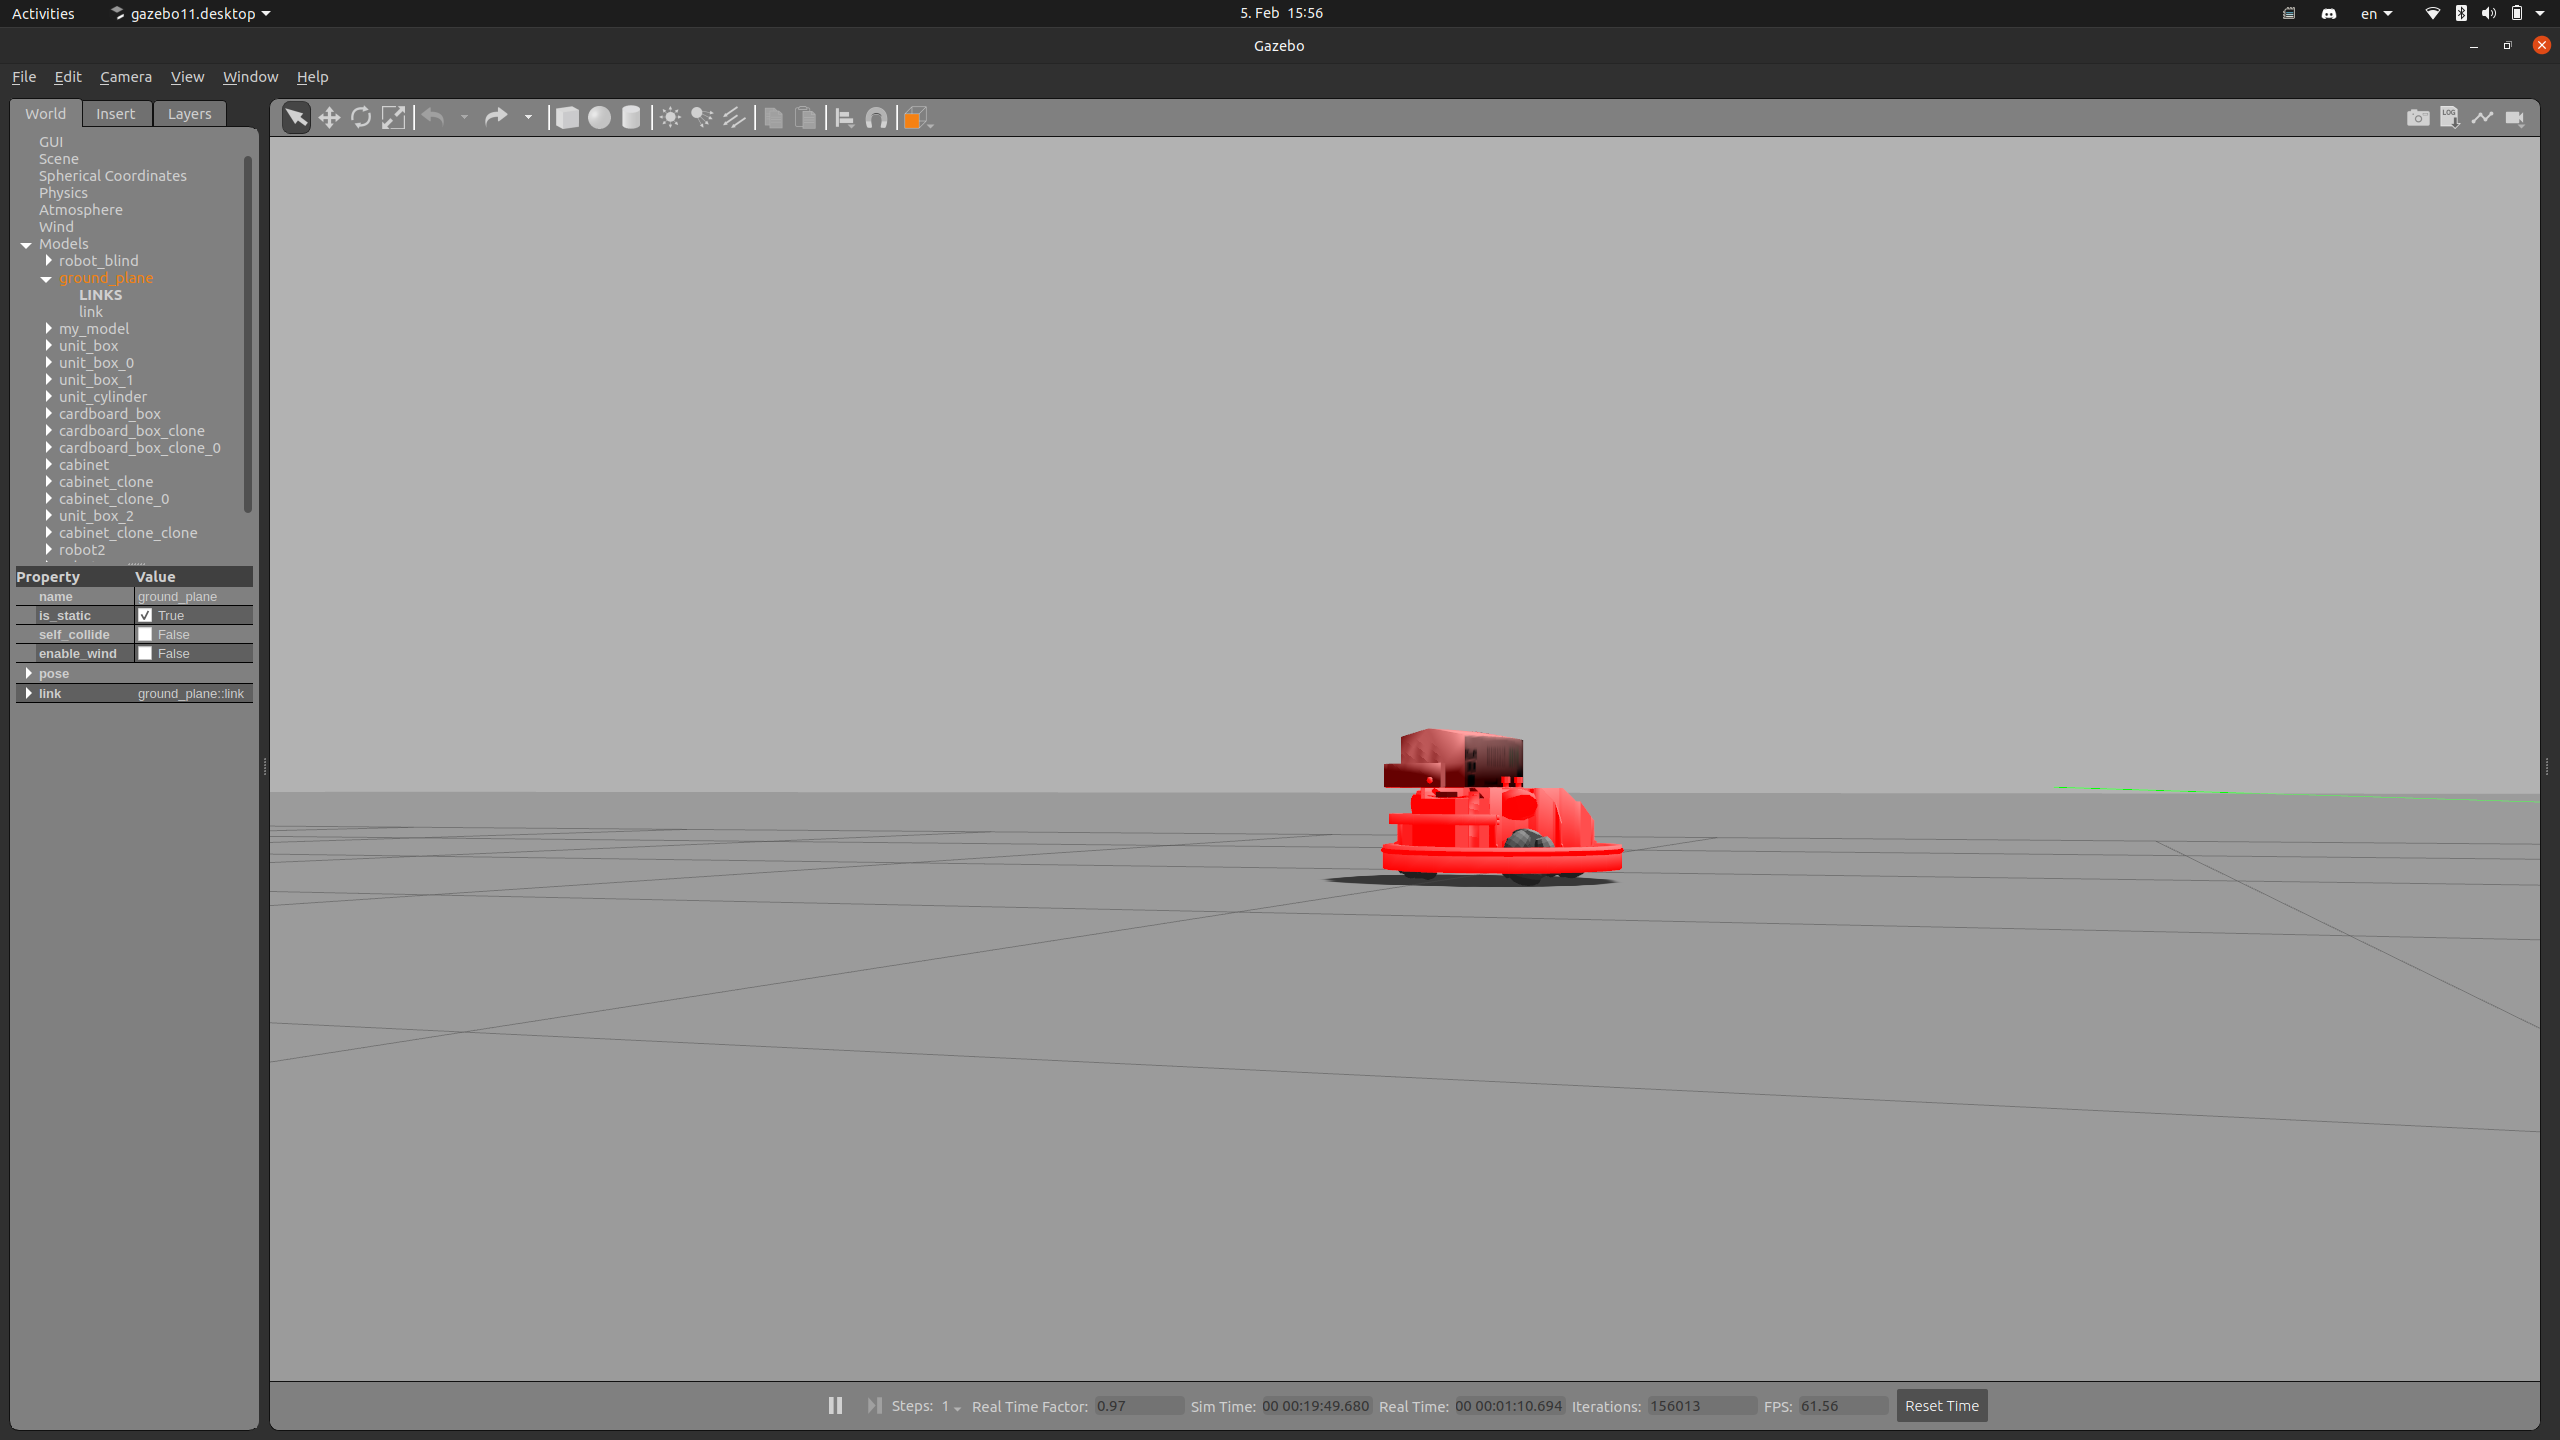 Activities gazebo11.desktop 5. Feb 15:56 en
Gazebo
File Edit Camera View Window Help
World Insert Layers
LOG
GUI
Scene
Spherical Coordinates
Physics
Atmosphere
Wind
Models
robot_blind
ground_plane
LINKS
link
my_model
unit_box
unit_box_0
unit_box_1
unit_cylinder
cardboard_box
cardboard_box_clone
cardboard_box_clone_0
cabinet
cabinet_clone
cabinet_clone_0
unit_box_2
cabinet_clone_clone
robot2
Property Value
name ground_plane
is_static True
self_collide False
enable_wind False
pose
link ground_plane::link
Steps: 1 Real Time Factor: 0.97 Sim Time: 00 00:19:49.680 Real Time: 00 00:01:10.694 Iterations: 156013 FPS: 61.56 Reset Time